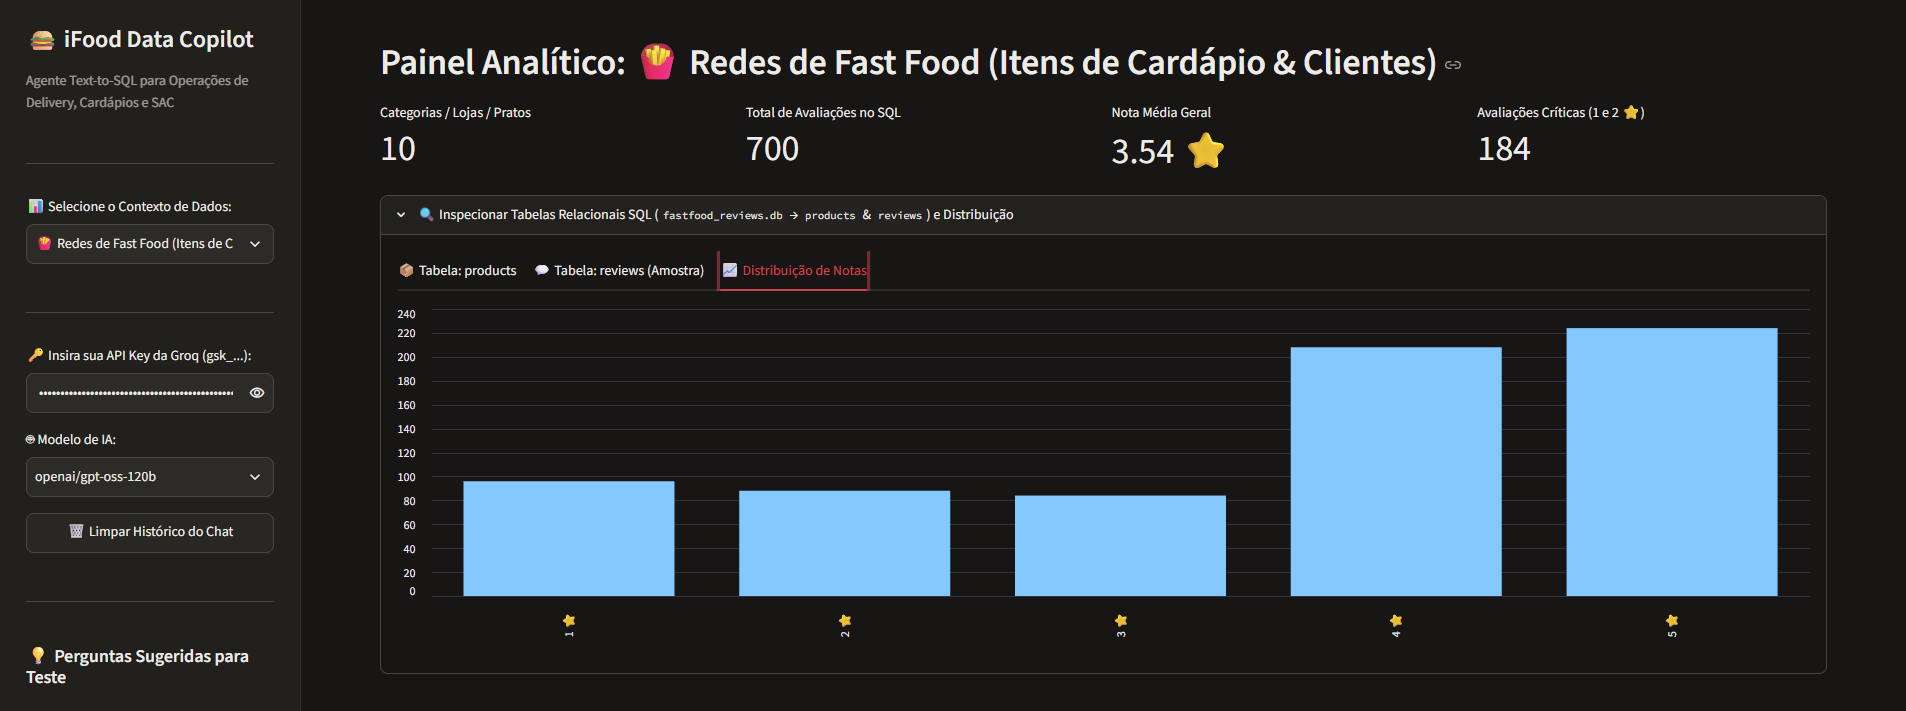 🍔 iFood Data Copilot
Agente Text-to-SQL para Operações de
Delivery, Cardápios e SAC
📊 Selecione o Contexto de Dados:
🍟 Redes de Fast Food (Itens de C
🔑 Insira sua API Key da Groq (gsk_...):
Modelo de IA:
openai/gpt-oss-120b
🗑️ Limpar Histórico do Chat
💡 Perguntas Sugeridas para
Teste
Painel Analítico: 🍟 Redes de Fast Food (Itens de Cardápio & Clientes)
Categorias / Lojas / Pratos
10
Total de Avaliações no SQL
700
Nota Média Geral
3.54 ⭐
Avaliações Críticas (1 e 2 ⭐)
184
🔍 Inspecionar Tabelas Relacionais SQL ( fastfood_reviews.db → products & reviews ) e Distribuição
📦 Tabela: products
💬 Tabela: reviews (Amostra)
📈 Distribuição de Notas
240
220
200
180
160
140
120
100
80
60
40
20
0
1 ⭐
2 ⭐
3 ⭐
4 ⭐
5 ⭐